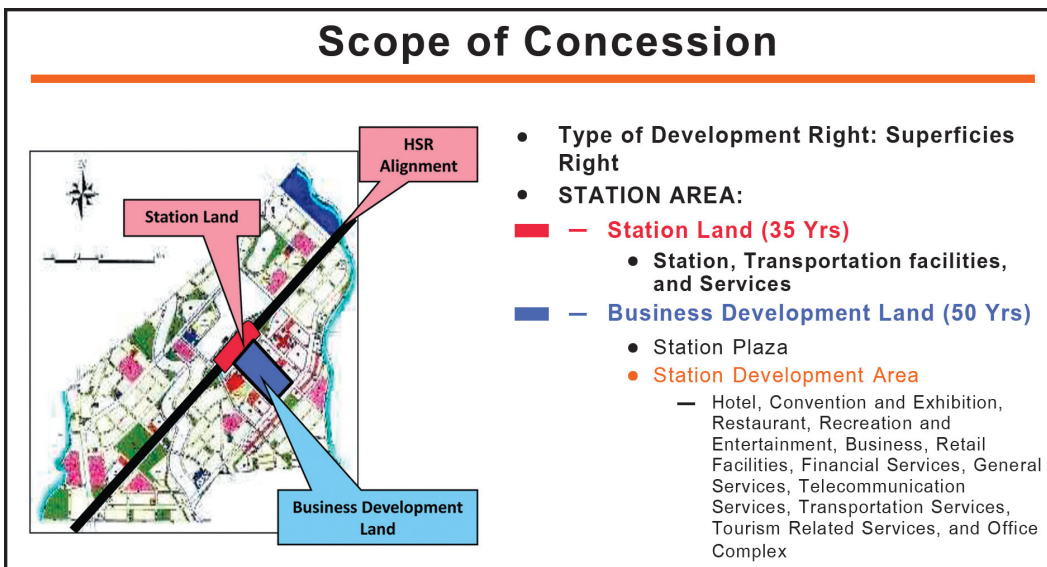 Scope of Concession
HSR
Alignment
Station Land
Business Development
Land
● Type of Development Right: Superficies
Right
● STATION AREA:
— Station Land (35 Yrs)
● Station, Transportation facilities,
and Services
— Business Development Land (50 Yrs)
● Station Plaza
● Station Development Area
— Hotel, Convention and Exhibition,
Restaurant, Recreation and
Entertainment, Business, Retail
Facilities, Financial Services, General
Services, Telecommunication
Services, Transportation Services,
Tourism Related Services, and Office
Complex